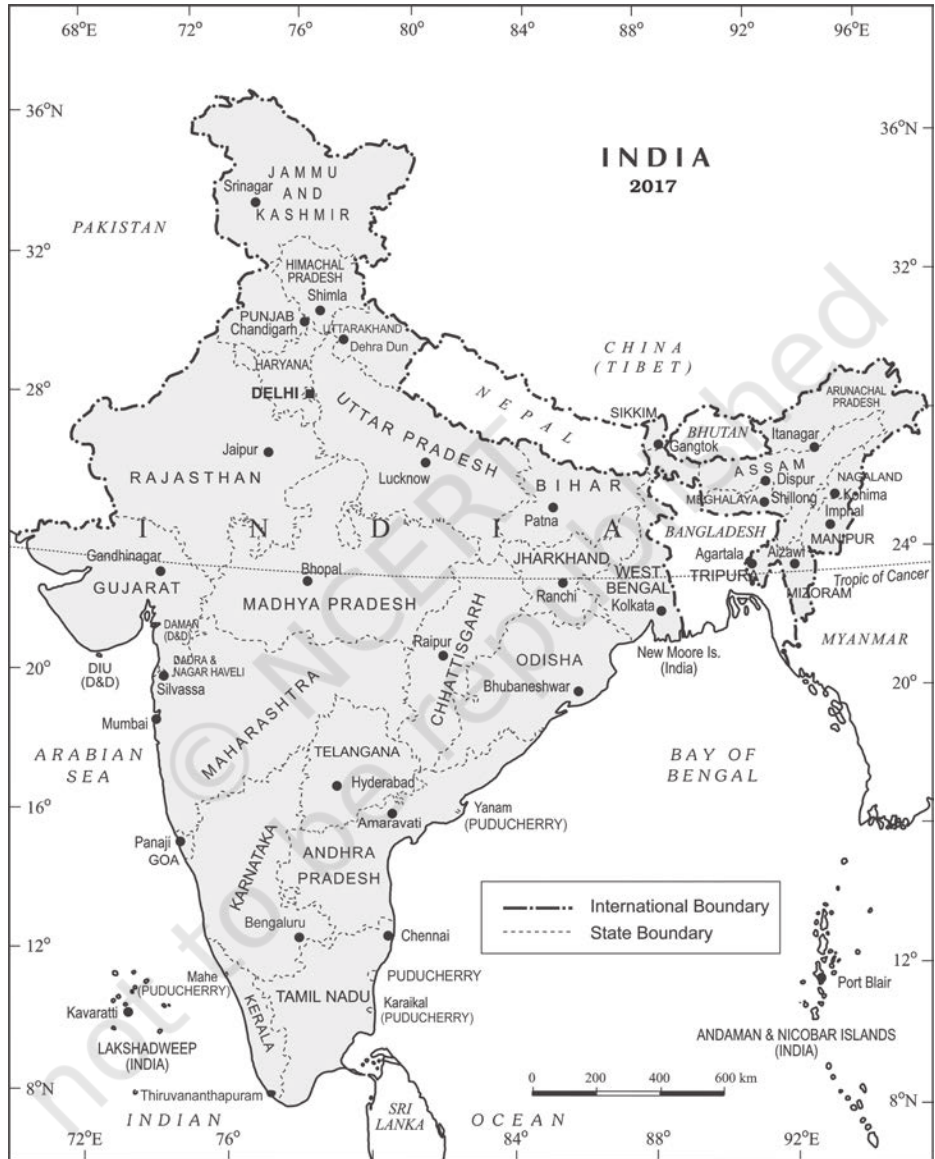 68°E 72° 76° 80° 84° 88° 92° 96°E
36°N
36°N
INDIA
2017
JAMMU
AND
KASHMIR
Srinagar
PAKISTAN
32°
32°
HIMACHAL
PRADESH
Shimla
PUNJAB
Chandigarh
UTTARAKHAND
Dehra Dun
HARYANA
CHINA
(TIBET)
28°
28°
DELHI
NEPAL
SIKKIM
Gangtok
BHUTAN
ARUNACHAL
PRADESH
Itanagar
UTTAR PRADESH
Lucknow
Jaipur
RAJASTHAN
BIHAR
Patna
ASSAM
Dispur
NAGALAND
Kohima
MEGHALAYA
Shillong
Imphal
MANIPUR
INDIA
BANGLADESH
24°
Gandhinagar
GUJARAT
Bhopal
MADHYA PRADESH
JHARKHAND
Ranchi
WEST
BENGAL
Kolkata
Agartala
TRIPURA
Aizawl
MIZORAM
Tropic of Cancer
MYANMAR
New Moore Is.
(India)
DAMAN
(D&D)
DIU
(D&D)
DADRA &
NAGAR HAVELI
Silvassa
20°
20°
Raipur
CHHATTISGARH
ODISHA
Bhubaneshwar
Mumbai
MAHARASHTRA
ARABIAN
SEA
BAY OF
BENGAL
TELANGANA
Hyderabad
16°
Amaravati
Yanam
(PUDUCHERRY)
Panaji
GOA
KARNATAKA
ANDHRA
PRADESH
International Boundary
State Boundary
Bengaluru
Chennai
12°
12°
Mahe
(PUDUCHERRY)
PUDUCHERRY
TAMIL NADU
Karaikal
(PUDUCHERRY)
KERALA
Kavaratti
LAKSHADWEEP
(INDIA)
Port Blair
ANDAMAN & NICOBAR ISLANDS
(INDIA)
8°N
8°N
Thiruvananthapuram
0 200 400 600 km
SRI
LANKA
INDIAN OCEAN
72°E 76° 84° 88° 92°E
© NCERT
not to be republished